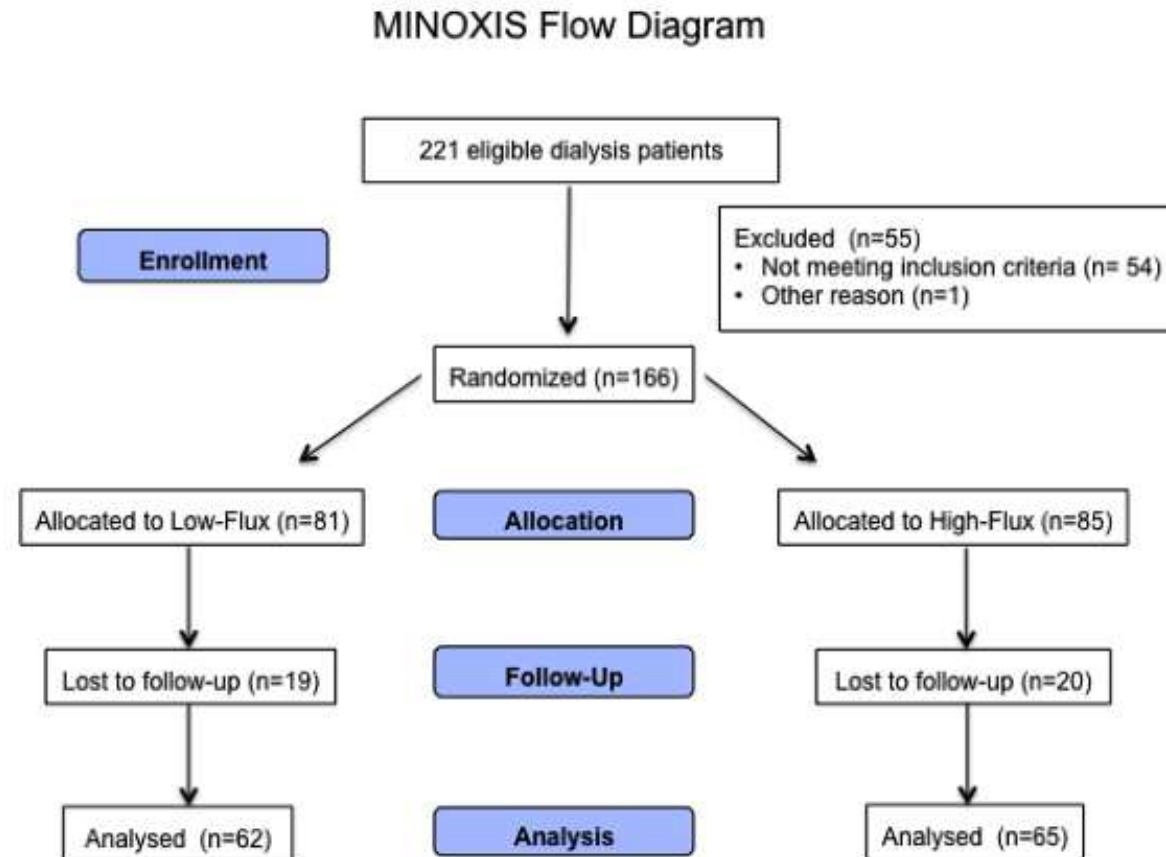 MINOXIS Flow Diagram
221 eligible dialysis patients
Enrollment
Excluded  (n=55)
• Not meeting inclusion criteria (n= 54)
• Other reason (n=1)
Randomized (n=166)
Allocated to Low-Flux (n=81)
Allocation
Allocated to High-Flux (n=85)
Lost to follow-up (n=19)
Follow-Up
Lost to follow-up (n=20)
Analysed  (n=62)
Analysis
Analysed  (n=65)